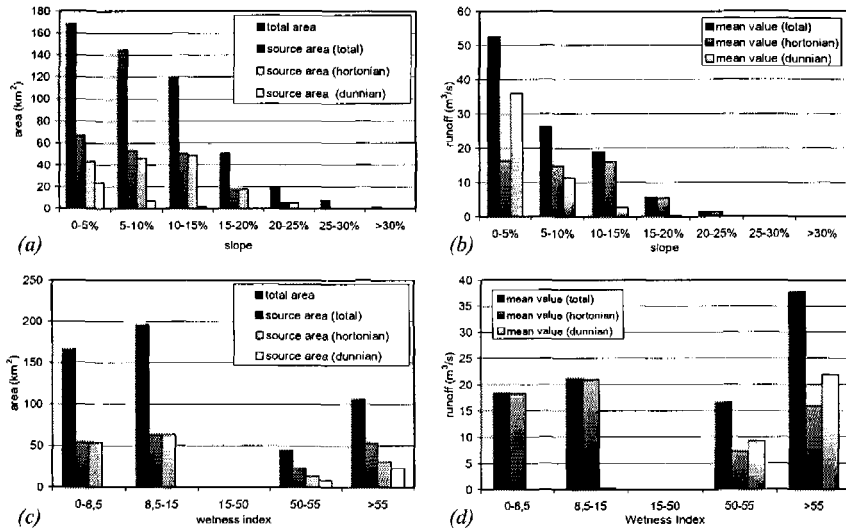 180
160
140
120
100
80
60
40
20
0
area (km²)
total area
source area (total)
source area (hortonian)
source area (dunnian)
0-5% 5-10% 10-15% 15-20% 20-25% 25-30% >30%
slope
(a)
60
50
40
30
20
10
0
runoff (m³/s)
mean value (total)
mean value (hortonian)
mean value (dunnian)
0-5% 5-10% 10-15% 15-20% 20-25% 25-30% >30%
slope
(b)
250
200
150
100
50
0
area (km²)
total area
source area (total)
source area (hortonian)
source area (dunnian)
0-8,5 8,5-15 15-50 50-55 >55
wetness index
(c)
40
35
30
25
20
15
10
5
0
runoff (m³/s)
mean value (total)
mean value (hortonian)
mean value (dunnian)
0-8,5 8,5-15 15-50 50-55 >55
Wetness index
(d)